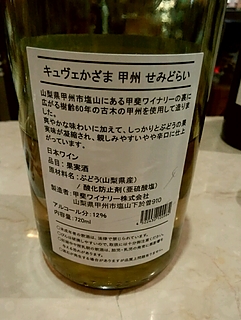 キュヴェかざま 甲州 せみどらい
山梨県甲州市塩山にある甲斐ワイナリーの裏に
広がる樹齢60年の古木の甲州を使用して造りま
した。
爽やかな味わいに加えて、しっかりとぶどうの果
実味が凝縮され、親しみやすいやや辛口に仕上
がっています。
日本ワイン
品目：果実酒
原材料名：ぶどう(山梨県産)
/ 酸化防止剤(亜硫酸塩)
製造者：甲斐ワイナリー株式会社
山梨県甲州市塩山下於曽910
アルコール分：12%
内容量：720ml